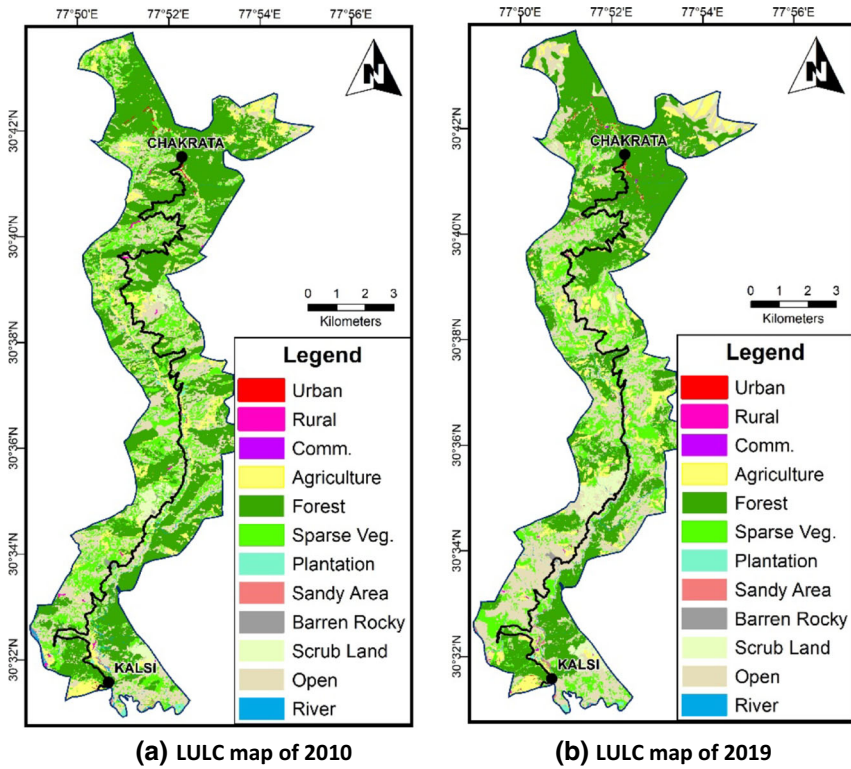 77°50'E 77°52'E 77°54'E 77°56'E
N
30°42'N
CHAKRATA
30°40'N
0 1 2 3
Kilometers
30°38'N
Legend
Urban
Rural
Comm.
Agriculture
Forest
Sparse Veg.
Plantation
Sandy Area
Barren Rocky
Scrub Land
Open
River
30°36'N
30°34'N
30°32'N
KALSI
(a) LULC map of 2010
77°50'E 77°52'E 77°54'E 77°56'E
N
30°42'N
CHAKRATA
30°40'N
0 1 2 3
Kilometers
30°38'N
Legend
Urban
Rural
Comm.
Agriculture
Forest
Sparse Veg.
Plantation
Sandy Area
Barren Rocky
Scrub Land
Open
River
30°36'N
30°34'N
30°32'N
KALSI
(b) LULC map of 2019